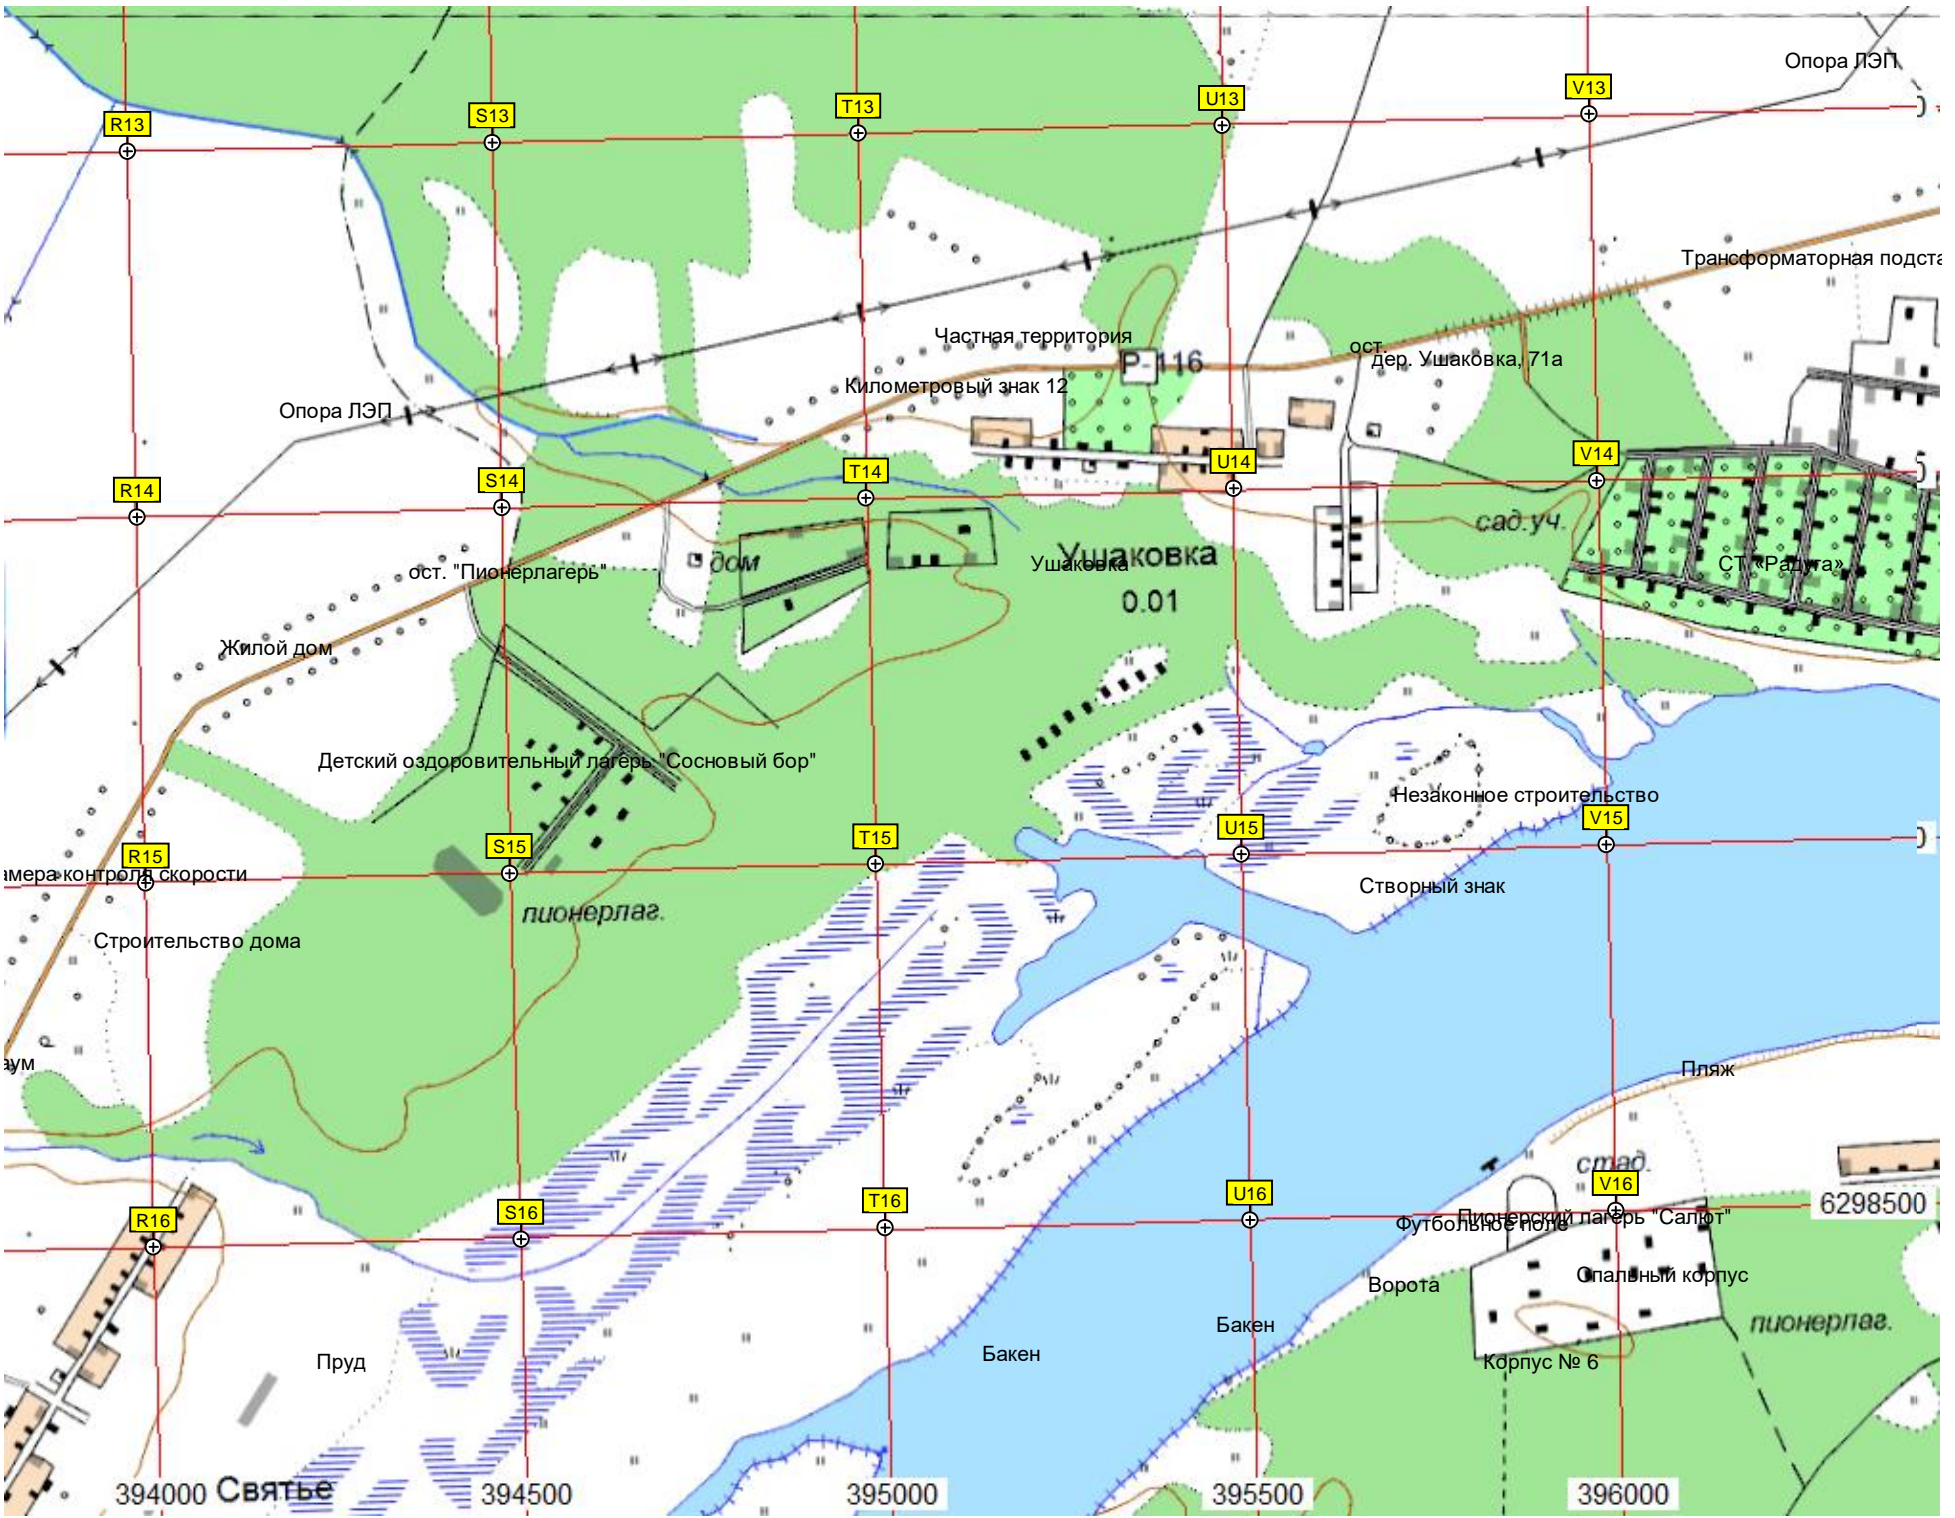 Опора ЛЭП
V13
U13
T13
S13
R13
Трансформаторная подста
Частная территория
ост.
дер. Ушаковка, 71а
Р-116
Километровый знак 12
Опора ЛЭП
V14
U14
T14
S14
R14
сад.уч.
Ушаковка
Ушаковка
0.01
дом
СТ «Радуга»
ост. "Пионерлагерь"
Жилой дом
Детский оздоровительный лагерь "Сосновый бор"
Незаконное строительство
V15
U15
T15
S15
R15
амера контроля скорости
Створный знак
пионерлаг.
Строительство дома
аум
Пляж
стад.
V16
U16
T16
S16
R16
6298500
Пионерский лагерь "Салют"
Футбольное поле
Спальный корпус
Ворота
пионерлаг.
Бакен
Бакен
Корпус № 6
Пруд
Святье
394000
394500
395000
395500
396000